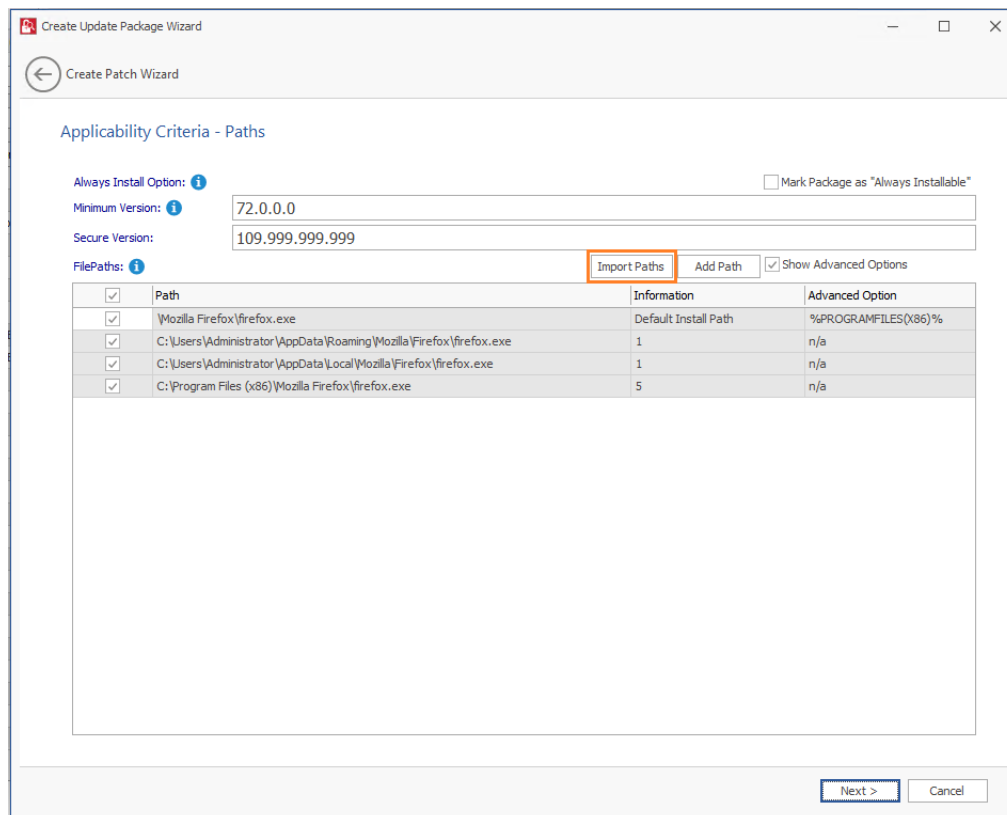 Create Update Package Wizard
Create Patch Wizard
Applicability Criteria - Paths
Always Install Option: Mark Package as "Always Installable"
Minimum Version: 72.0.0.0
Secure Version: 109.999.999.999
FilePaths: Import Paths Add Path Show Advanced Options
Path Information Advanced Option
\Mozilla Firefox\firefox.exe Default Install Path %PROGRAMFILES(X86)%
C:\Users\Administrator\AppData\Roaming\Mozilla\Firefox\firefox.exe 1 n/a
C:\Users\Administrator\AppData\Local\Mozilla\Firefox\firefox.exe 1 n/a
C:\Program Files (x86)\Mozilla Firefox\firefox.exe 5 n/a
Next > Cancel